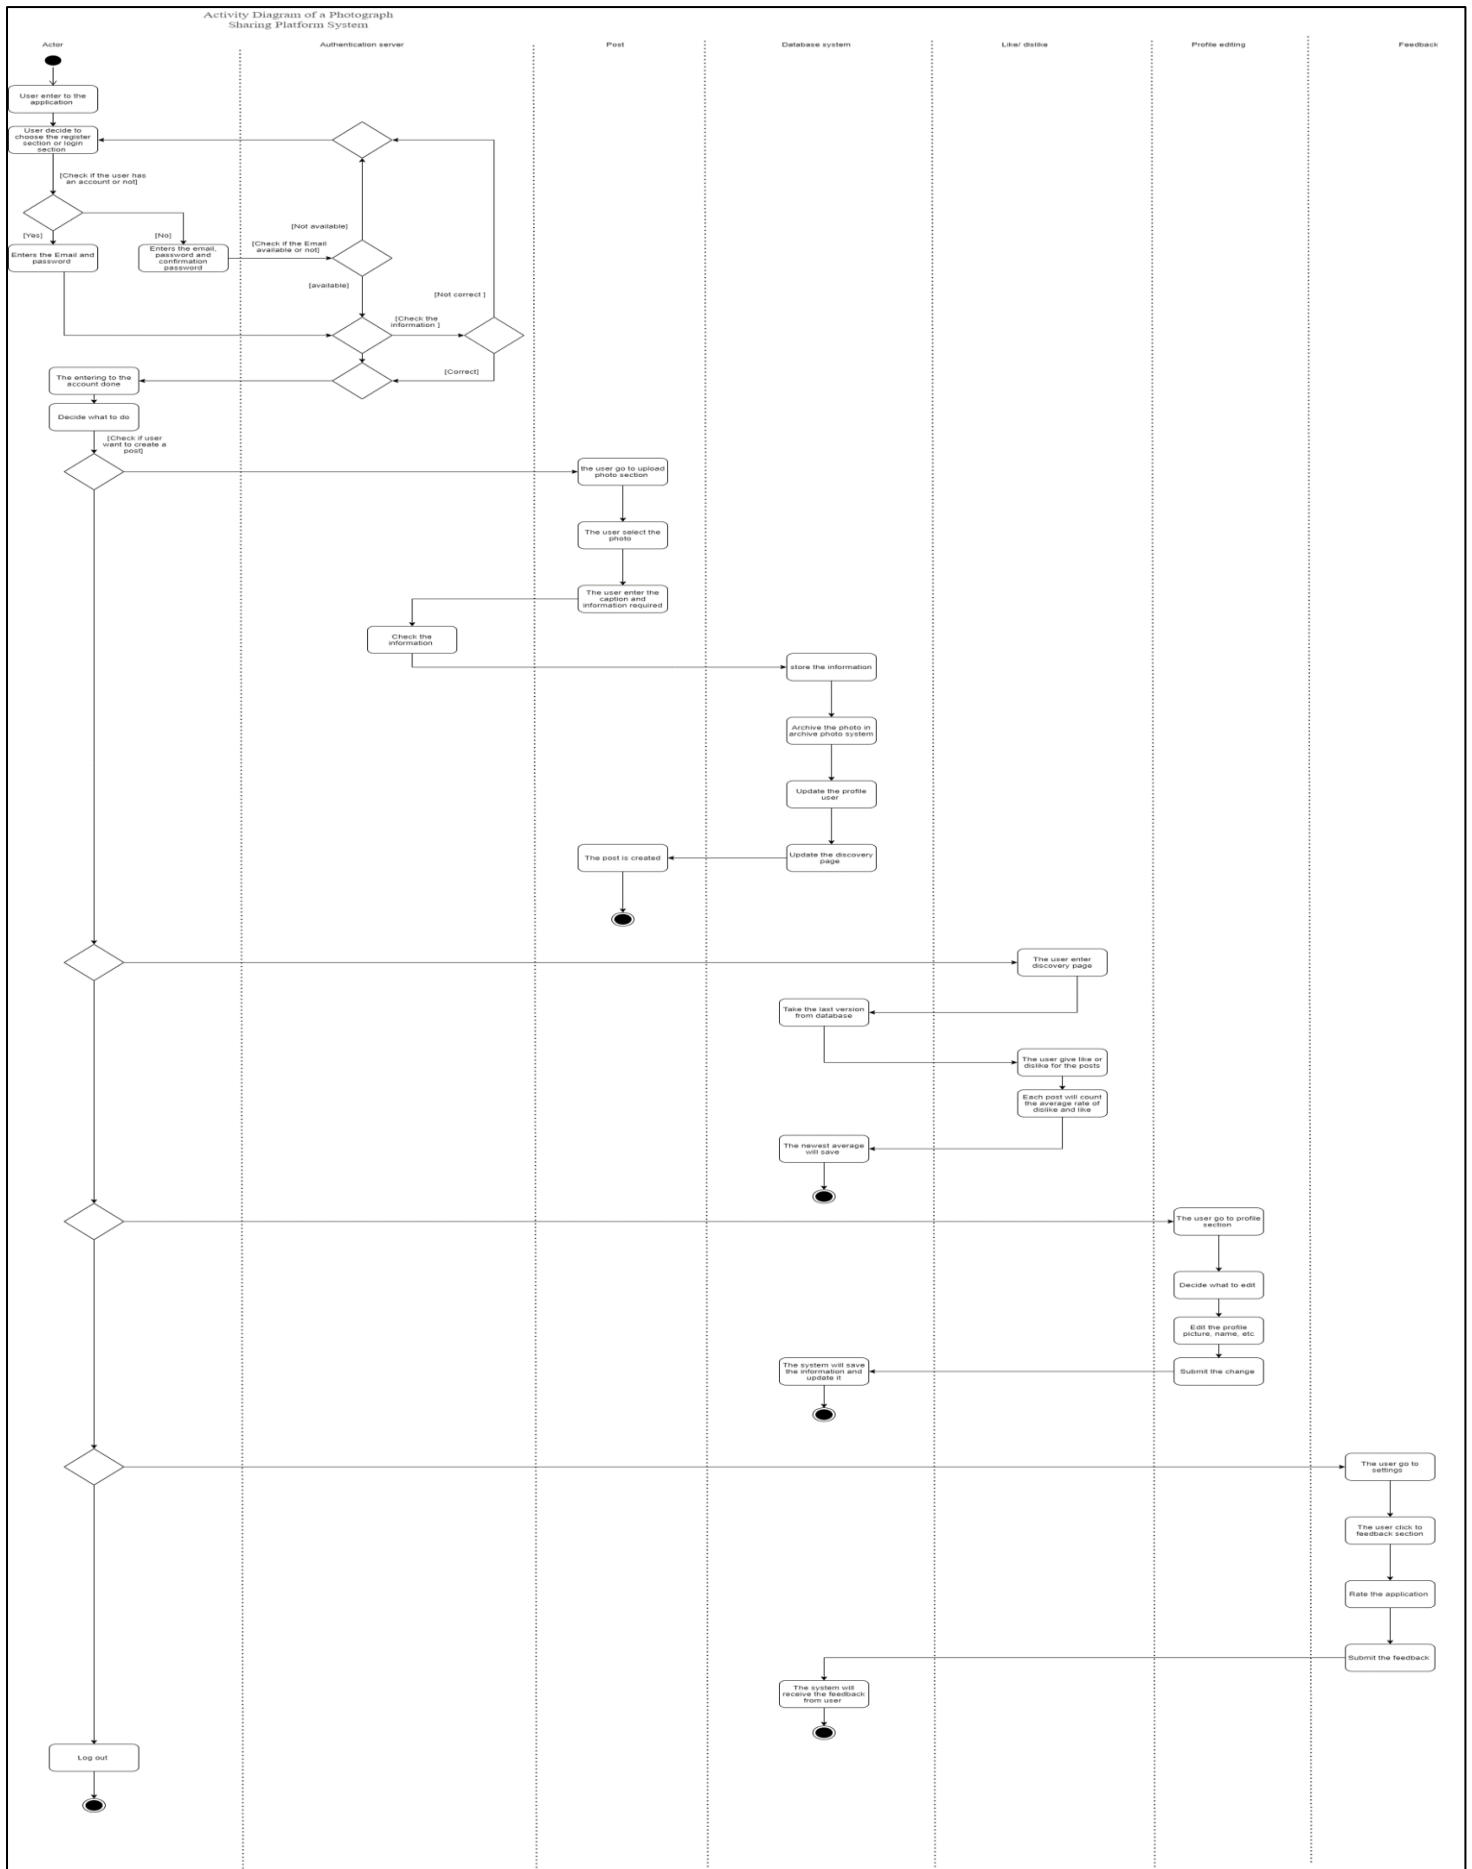 Activity Diagram of a Photograph
Sharing Platform System
Actor
Authentication server
Post
Database system
Like/ dislike
Profile editing
Feedback
User enter to the
application
User decide to
choose the register
section or login
section
[Check if the user has
an account or not]
[Yes]
[No]
Enters the Email and
password
Enters the email,
password and
confirmation
password
[Not available]
[Check if the Email
available or not]
[available]
[Not correct ]
[Check the
information ]
[Correct]
The entering to the
account done
Decide what to do
[Check if user
want to create a
post]
the user go to upload
photo section
The user select the
photo
The user enter the
caption and
information required
Check the
information
store the information
Archive the photo in
archive photo system
Update the profile
user
Update the discovery
page
The post is created
The user enter
discovery page
Take the last version
from database
The user give like or
dislike for the posts
Each post will count
the average rate of
dislike and like
The newest average
will save
The user go to profile
section
Decide what to edit
Edit the profile
picture, name, etc
Submit the change
The system will save
the information and
update it
The user go to
settings
The user click to
feedback section
Rate the application
Submit the feedback
The system will
receive the feedback
from user
Log out